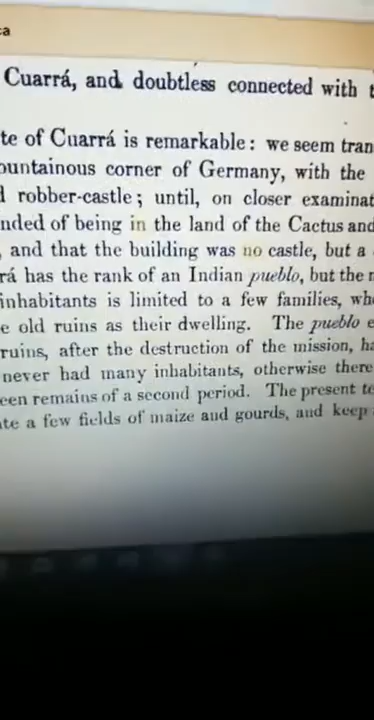 a
Cuarrá, and doubtless connected with t
te of Cuarrá is remarkable: we seem tran
ountainous corner of Germany, with the
d robber-castle; until, on closer examinat
nded of being in the land of the Cactus and
, and that the building was no castle, but a
rá has the rank of an Indian pueblo, but the n
inhabitants is limited to a few families, wh
e old ruins as their dwelling. The pueblo e
ruins, after the destruction of the mission, ha
never had many inhabitants, otherwise there
een remains of a second period. The present te
ate a few fields of maize and gourds, and keep